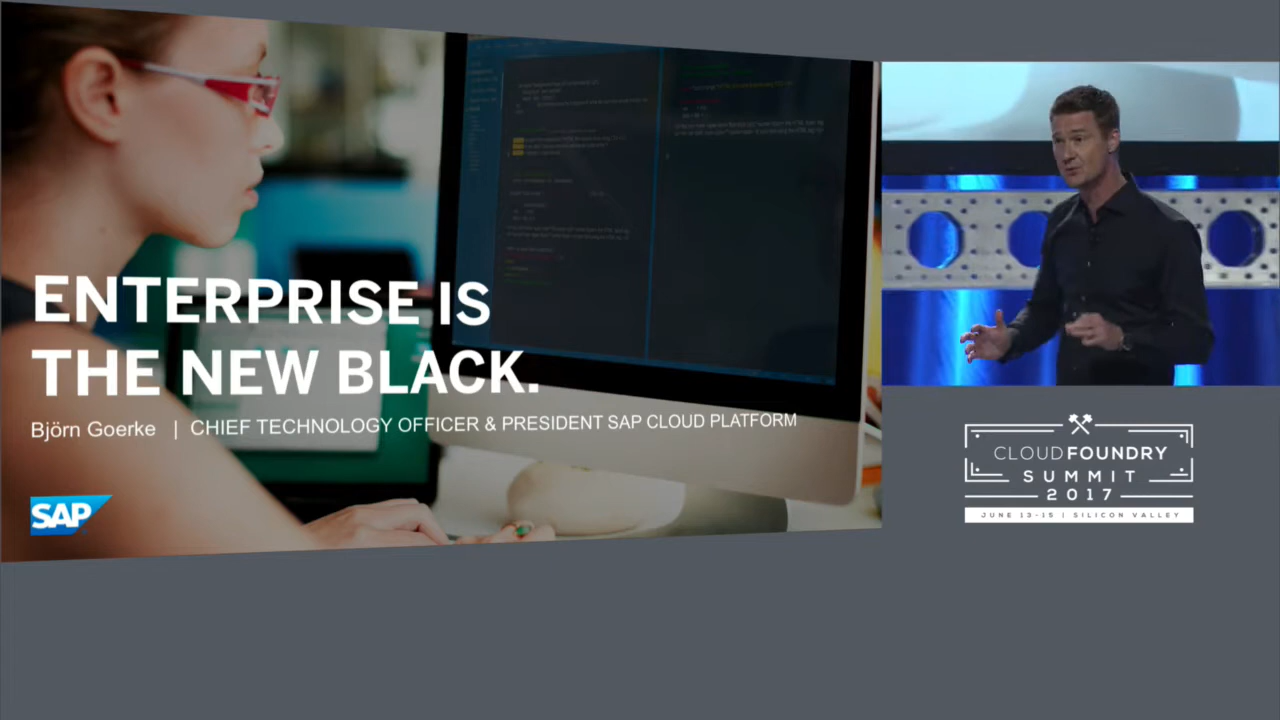 ENTERPRISE IS
THE NEW BLACK.
Björn Goerke | CHIEF TECHNOLOGY OFFICER & PRESIDENT SAP CLOUD PLATFORM
SAP
CLOUD FOUNDRY
SUMMIT
2017
JUNE 13-15 | SILICON VALLEY